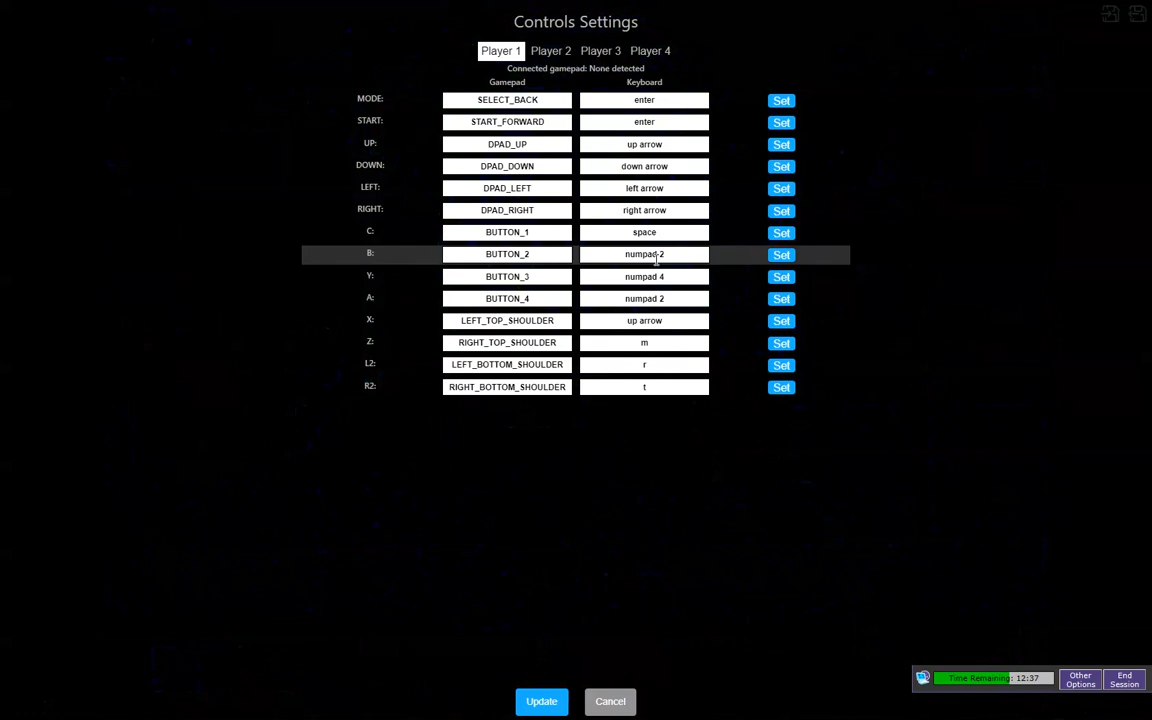 Controls Settings
Player 1 Player 2 Player 3 Player 4
Connected gamepad: None detected
Gamepad Keyboard
MODE: SELECT_BACK enter Set
START: START_FORWARD enter Set
UP: DPAD_UP up arrow Set
DOWN: DPAD_DOWN down arrow Set
LEFT: DPAD_LEFT left arrow Set
RIGHT: DPAD_RIGHT right arrow Set
C: BUTTON_1 space Set
B: BUTTON_2 numpad 2 Set
Y: BUTTON_3 numpad 4 Set
A: BUTTON_4 numpad 2 Set
X: LEFT_TOP_SHOULDER up arrow Set
Z: RIGHT_TOP_SHOULDER m Set
L2: LEFT_BOTTOM_SHOULDER r Set
R2: RIGHT_BOTTOM_SHOULDER t Set
Time Remaining: 12:37
Other
Options
End
Session
Update Cancel